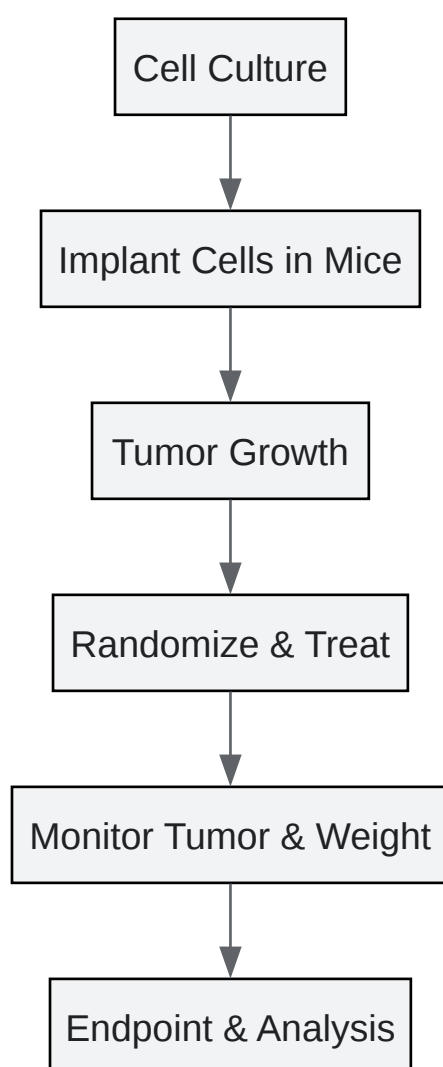 Cell Culture
Implant Cells in Mice
Tumor Growth
Randomize & Treat
Monitor Tumor & Weight
Endpoint & Analysis